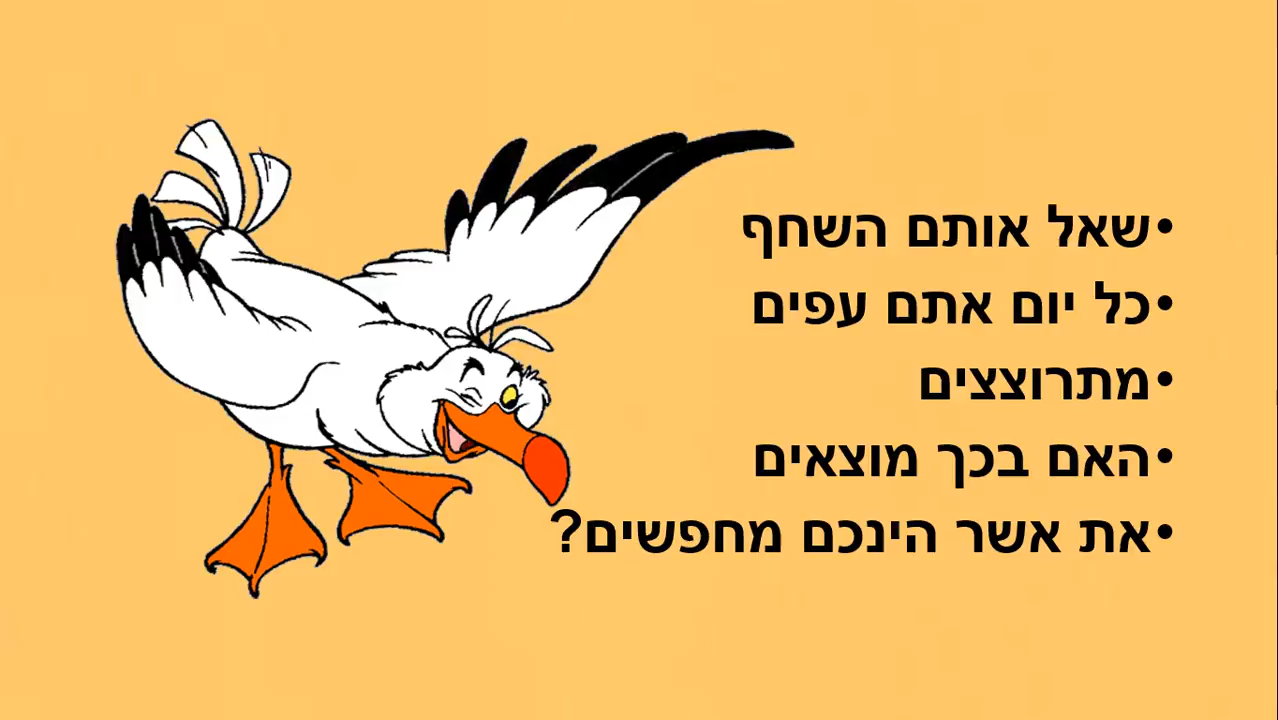 •שאל אותם השחף
•כל יום אתם עפים
•מתרוצצים
•האם בכך מוצאים
•את אשר הינכם מחפשים?